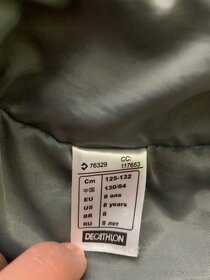 76329 CC: 117653
Cm 125-132
中国 130/64
EU 8 ans
US 8 years
BR 8
RU 8 лет
DECATHLON